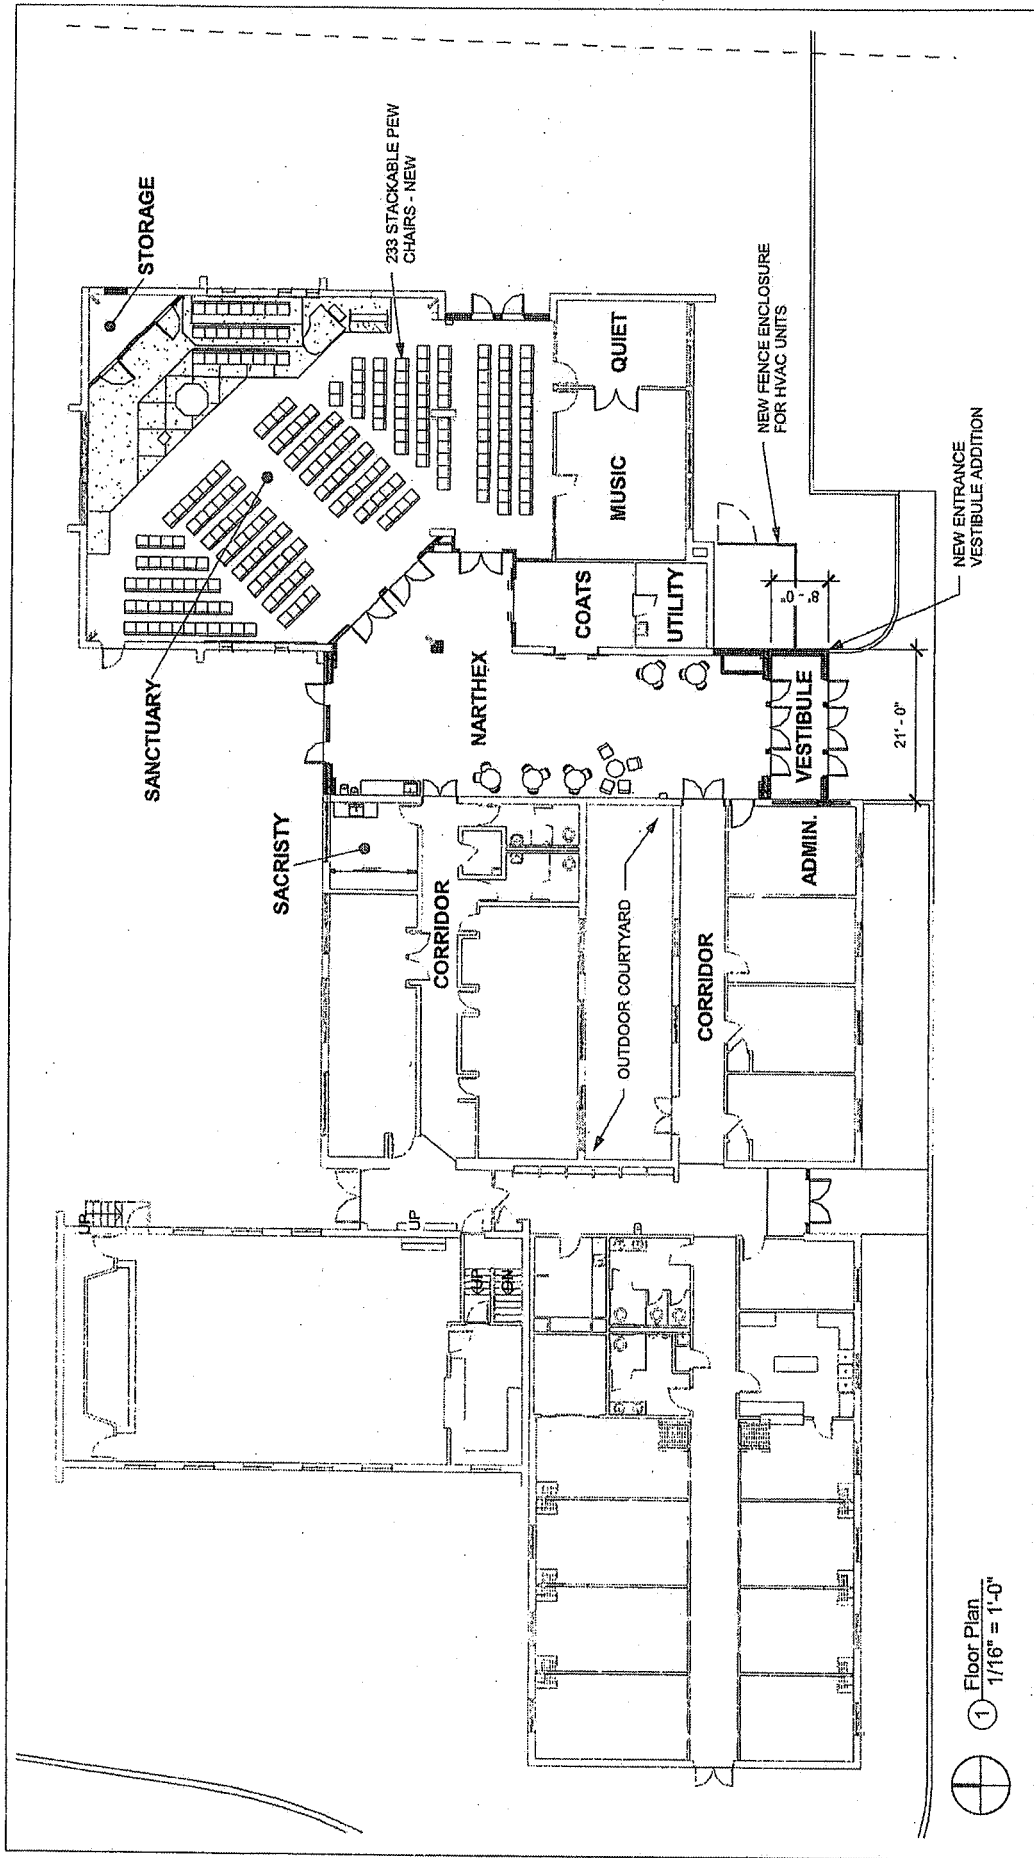 STORAGE
233 STACKABLE PEW
CHAIRS - NEW
SANCTUARY
QUIET
MUSIC
NEW FENCE ENCLOSURE
FOR HVAC UNITS
COATS
UTILITY
8' - 0"
NEW ENTRANCE
VESTIBULE ADDITION
NARTHEX
VESTIBULE
21' - 0"
SACRISTY
CORRIDOR
ADMIN.
OUTDOOR COURTYARD
CORRIDOR
UP
UP
UP
DN
1
Floor Plan
1/16" = 1'-0"